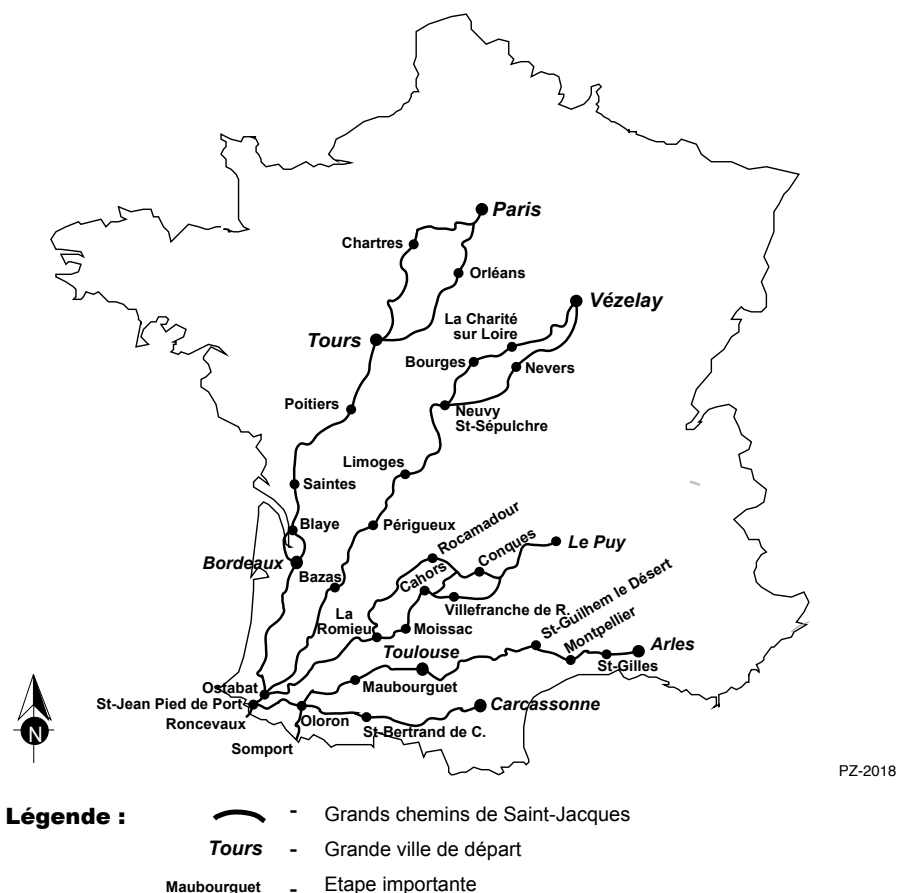 Paris
Chartres
Orléans
Vézelay
La Charité
sur Loire
Tours
Bourges
Nevers
Poitiers
Neuvy
St-Sépulchre
Limoges
Saintes
Blaye
Périgueux
Rocamadour
Conques
Le Puy
Bordeaux
Bazas
Cahors
Villefranche de R.
St-Guilhem le Désert
La
Romieu
Moissac
Montpellier
Arles
Toulouse
St-Gilles
Ostabat
Maubourguet
St-Jean Pied de Port
Carcassonne
Roncevaux
Oloron
St-Bertrand de C.
N
Somport
PZ-2018
Légende :
- Grands chemins de Saint-Jacques
Tours - Grande ville de départ
Maubourguet - Etape importante